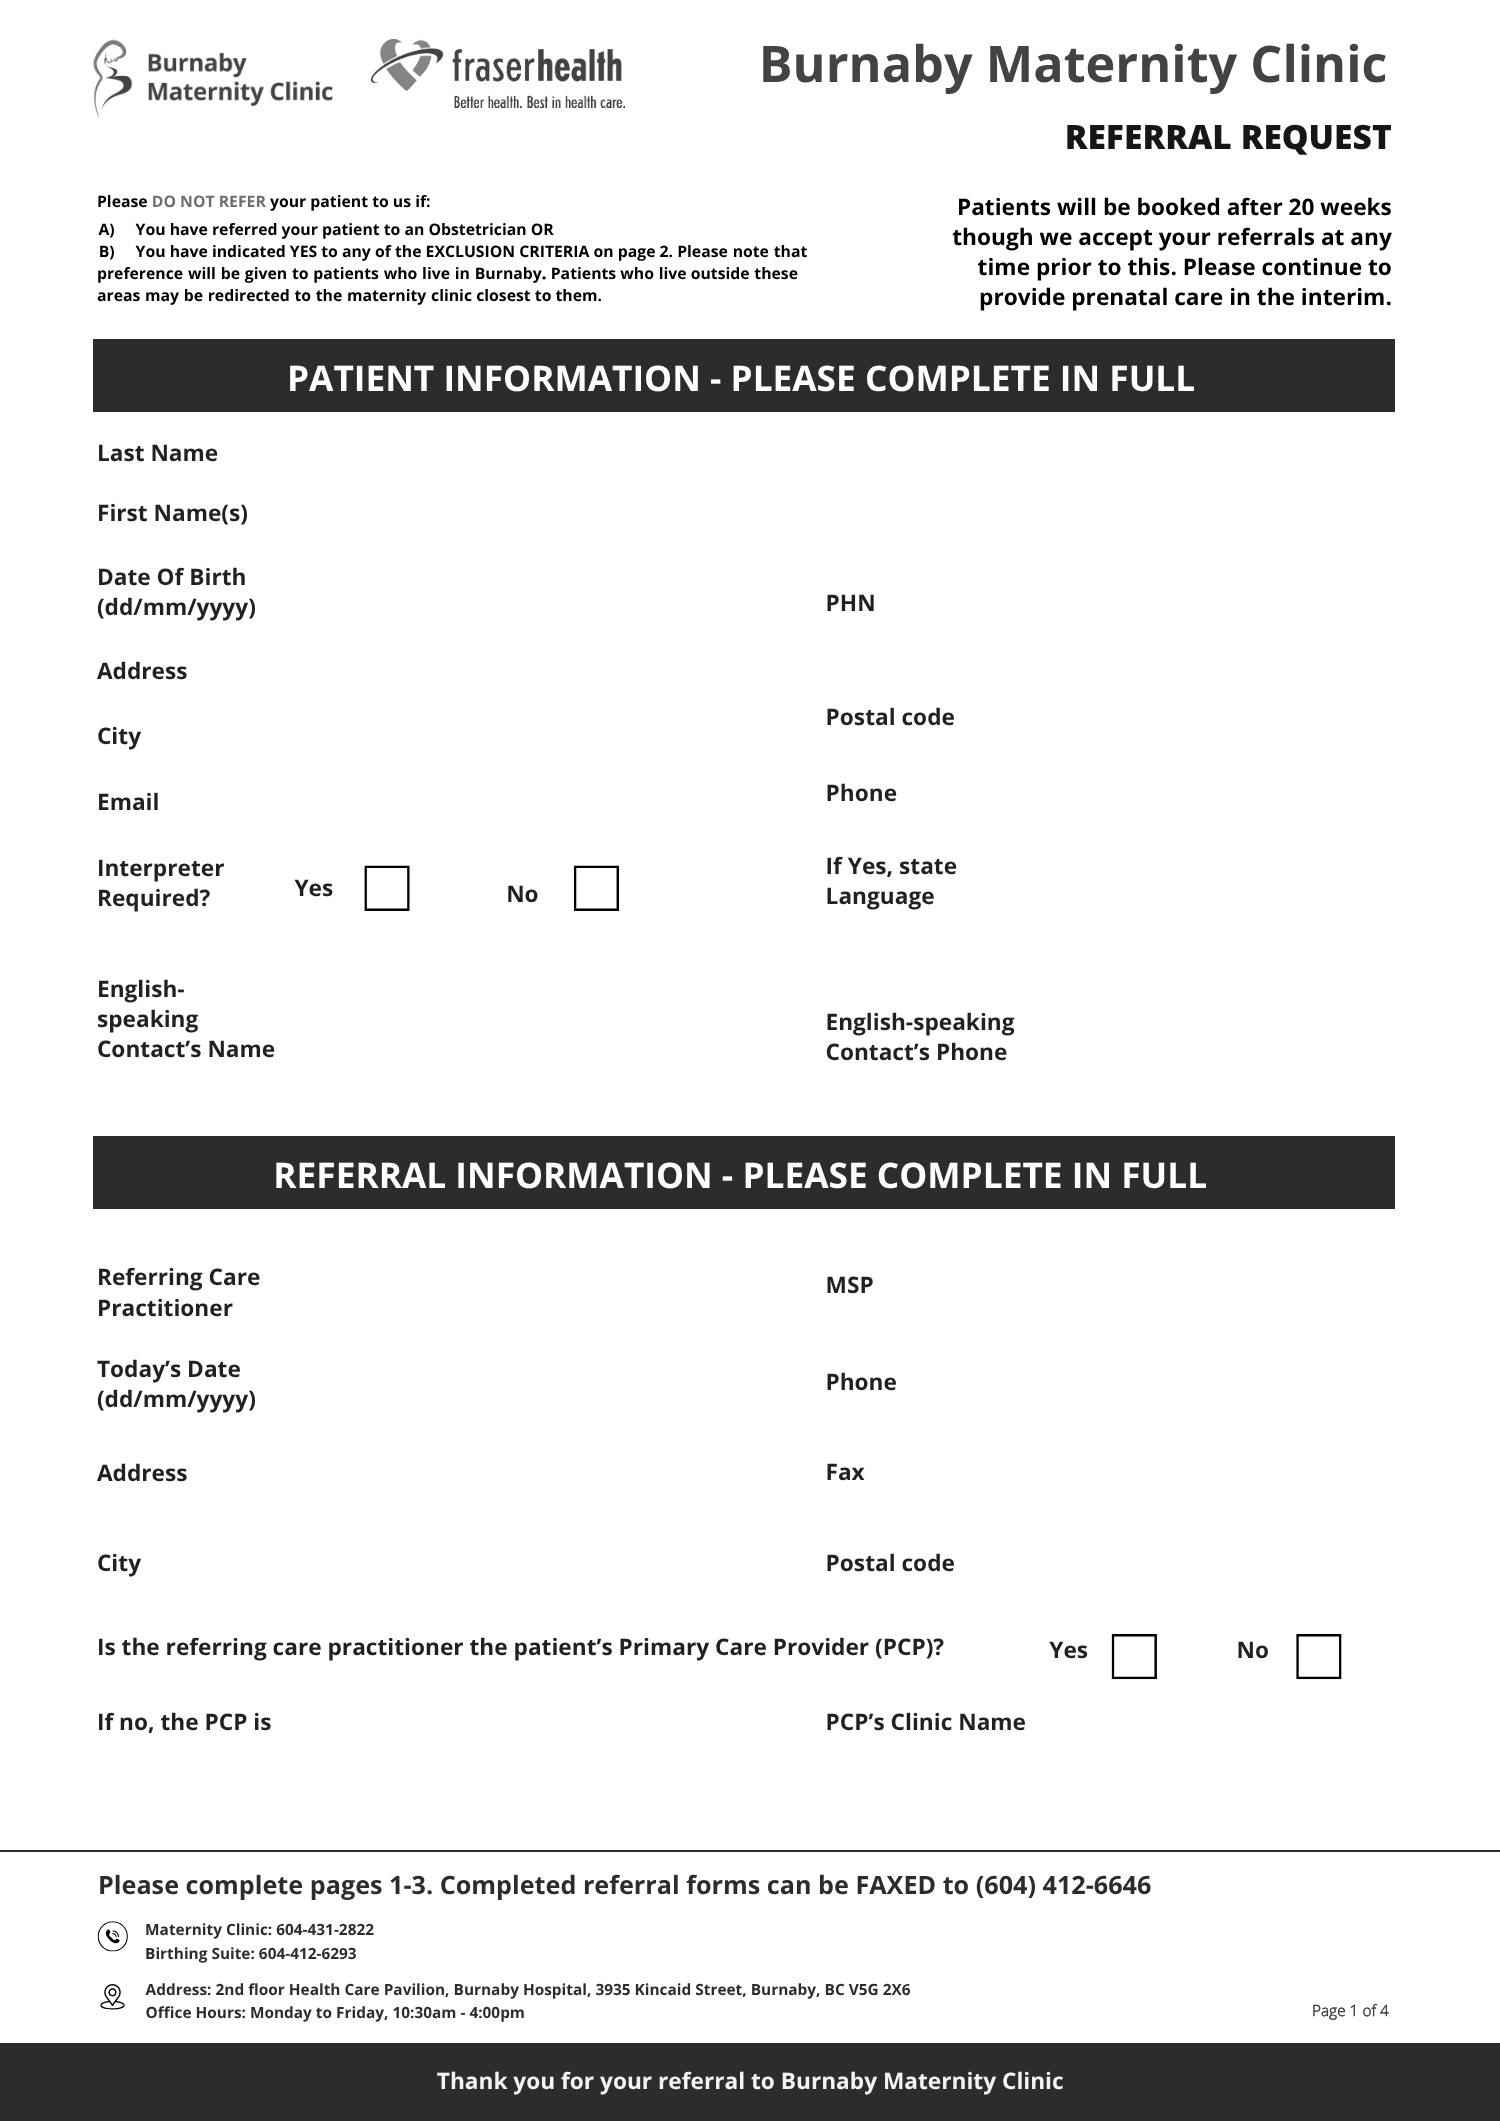 Burnaby
Maternity Clinic
fraserhealth
Better health. Best in health care.
Burnaby Maternity Clinic
REFERRAL REQUEST
Please DO NOT REFER your patient to us if:
A) You have referred your patient to an Obstetrician OR
B) You have indicated YES to any of the EXCLUSION CRITERIA on page 2. Please note that
preference will be given to patients who live in Burnaby. Patients who live outside these
areas may be redirected to the maternity clinic closest to them.
Patients will be booked after 20 weeks
though we accept your referrals at any
time prior to this. Please continue to
provide prenatal care in the interim.
PATIENT INFORMATION - PLEASE COMPLETE IN FULL
Last Name
First Name(s)
Date Of Birth
(dd/mm/yyyy)
PHN
Address
Postal code
City
Phone
Email
Interpreter
Required?
Yes
No
If Yes, state
Language
English-
speaking
Contact’s Name
English-speaking
Contact’s Phone
REFERRAL INFORMATION - PLEASE COMPLETE IN FULL
Referring Care
Practitioner
MSP
Today’s Date
(dd/mm/yyyy)
Phone
Address
Fax
City
Postal code
Is the referring care practitioner the patient’s Primary Care Provider (PCP)?
Yes
No
If no, the PCP is
PCP’s Clinic Name
Please complete pages 1-3. Completed referral forms can be FAXED to (604) 412-6646
Maternity Clinic: 604-431-2822
Birthing Suite: 604-412-6293
Address: 2nd floor Health Care Pavilion, Burnaby Hospital, 3935 Kincaid Street, Burnaby, BC V5G 2X6
Office Hours: Monday to Friday, 10:30am - 4:00pm
Page 1 of 4
Thank you for your referral to Burnaby Maternity Clinic